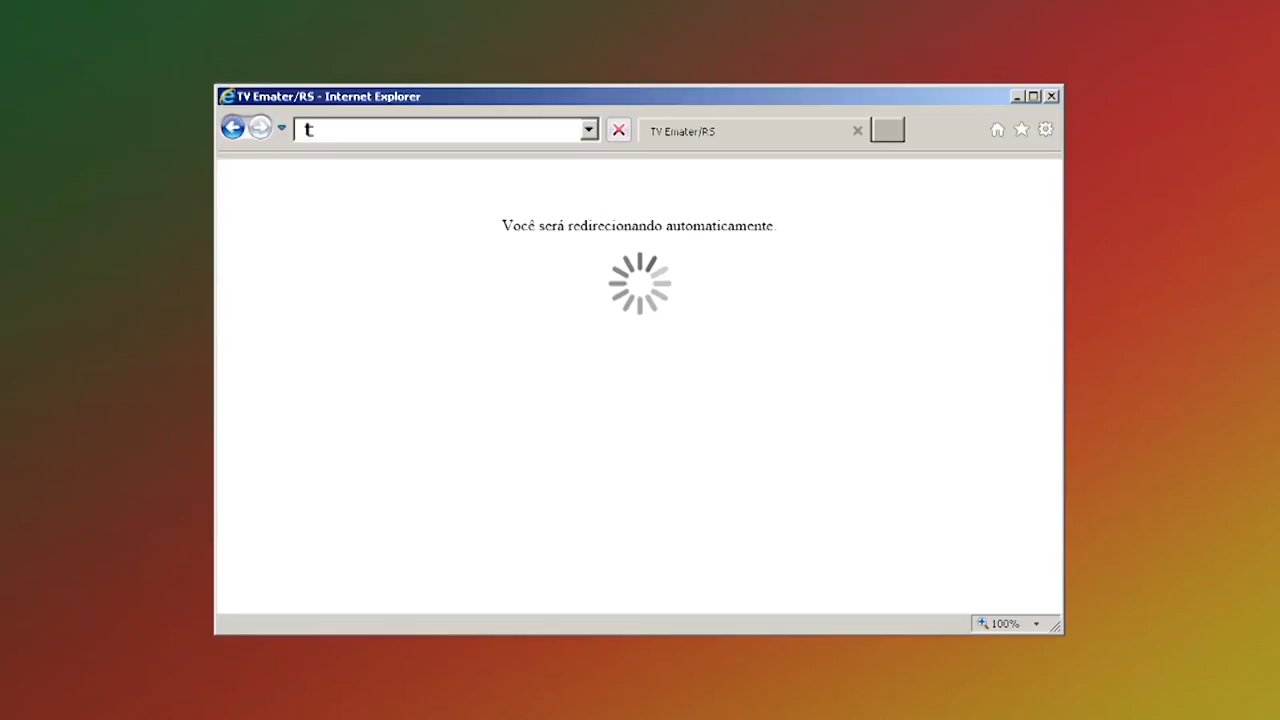 TV Emater/RS - Internet Explorer
t
TV Emater/RS
Você será redirecionando automaticamente.
100%